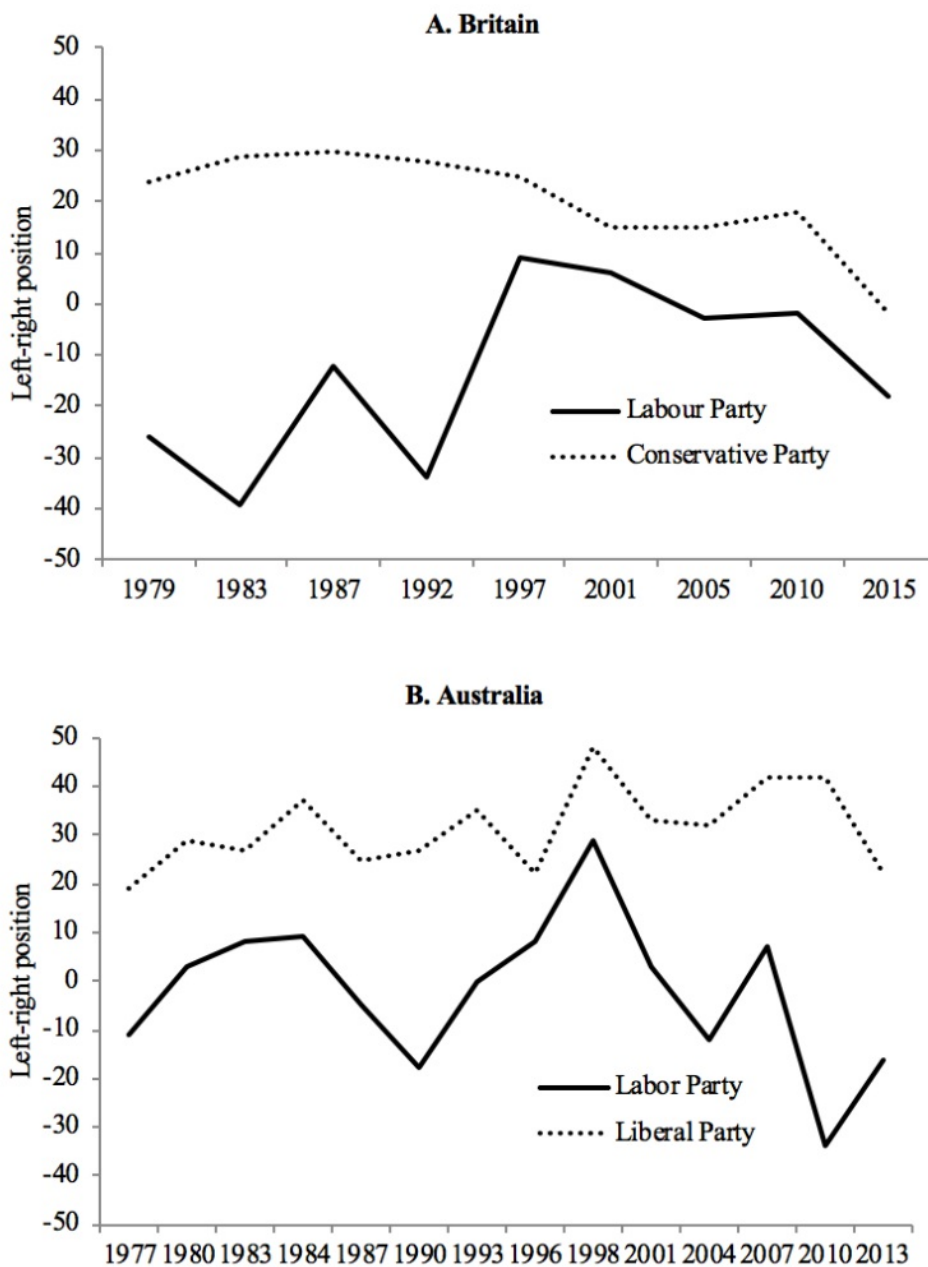 A. Britain
50
40
30
20
10
0
-10
-20
-30
-40
-50
Left-right position
Labour Party
Conservative Party
1979 1983 1987 1992 1997 2001 2005 2010 2015
B. Australia
50
40
30
20
10
0
-10
-20
-30
-40
-50
Left-right position
Labor Party
Liberal Party
1977 1980 1983 1984 1987 1990 1993 1996 1998 2001 2004 2007 2010 2013